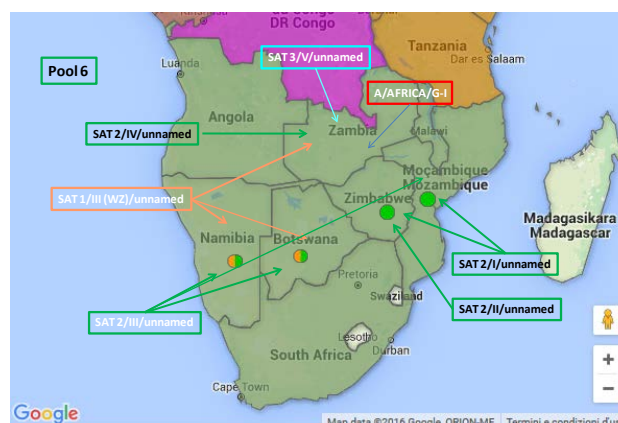 DR Congo
DR Congo
Tanzania
Dar es Salaam
SAT 3/V/unnamed
Pool 6
Luanda
A/AFRICA/G-I
Angola
Zambia
Malawi
SAT 2/IV/unnamed
Moçambique
Mozambique
SAT 1/III (WZ)/unnamed
Zimbabwe
Madagasikara
Madagascar
Namibia
Botswana
SAT 2/I/unnamed
Pretoria
Swaziland
SAT 2/II/unnamed
SAT 2/III/unnamed
Lesotho
Durban
South Africa
Cape Town
+
−
Google
Map data ©2016 Google, ORION-ME
Termini e condizioni d'us